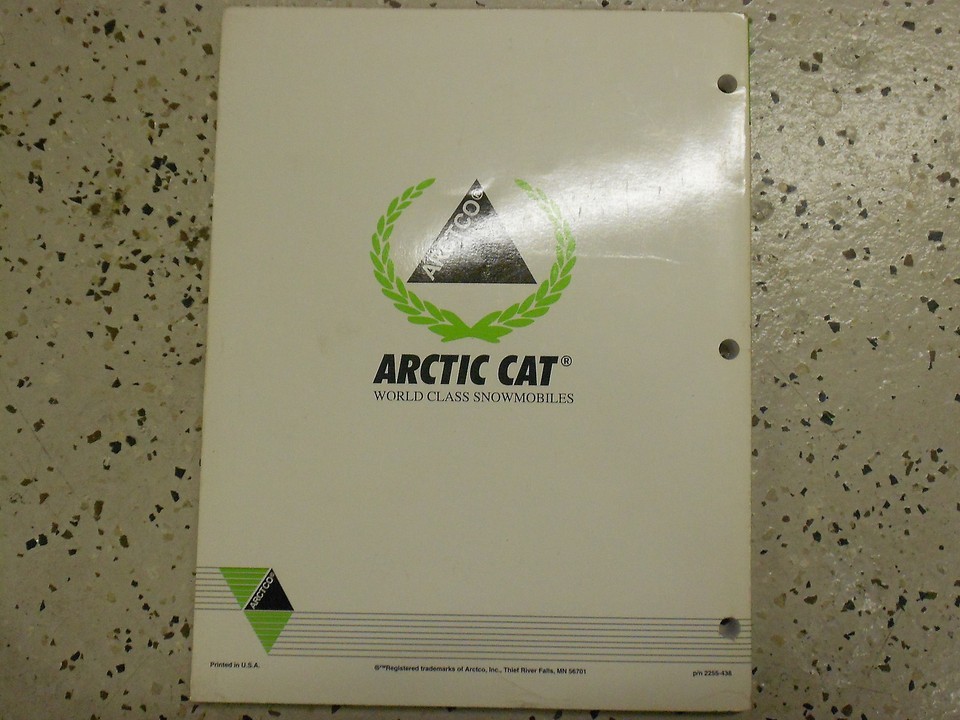 ARCTCO®
ARCTIC CAT®
WORLD CLASS SNOWMOBILES
ARCTCO®
Printed in U.S.A.
®™Registered trademarks of Arctco, Inc., Thief River Falls, MN 56701
p/n 2255-436